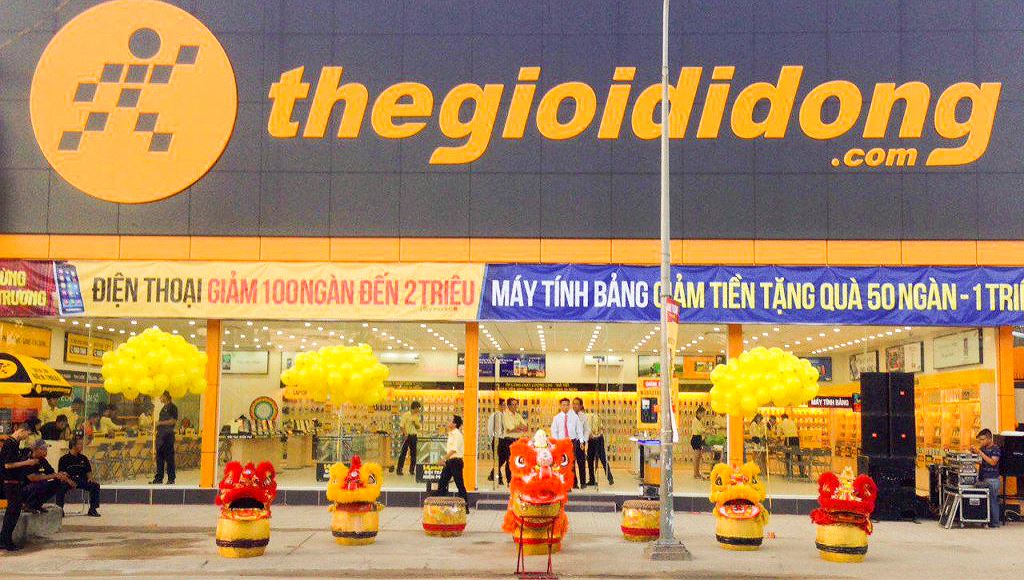 thegioididong
.com
ĐIỆN THOẠI GIẢM 100NGÀN ĐẾN 2TRIỆU
MÁY TÍNH BẢNG GIẢM TIỀN TẶNG QUÀ 50 NGÀN - 1 TRIỆ
MÁY TÍNH BẢNG